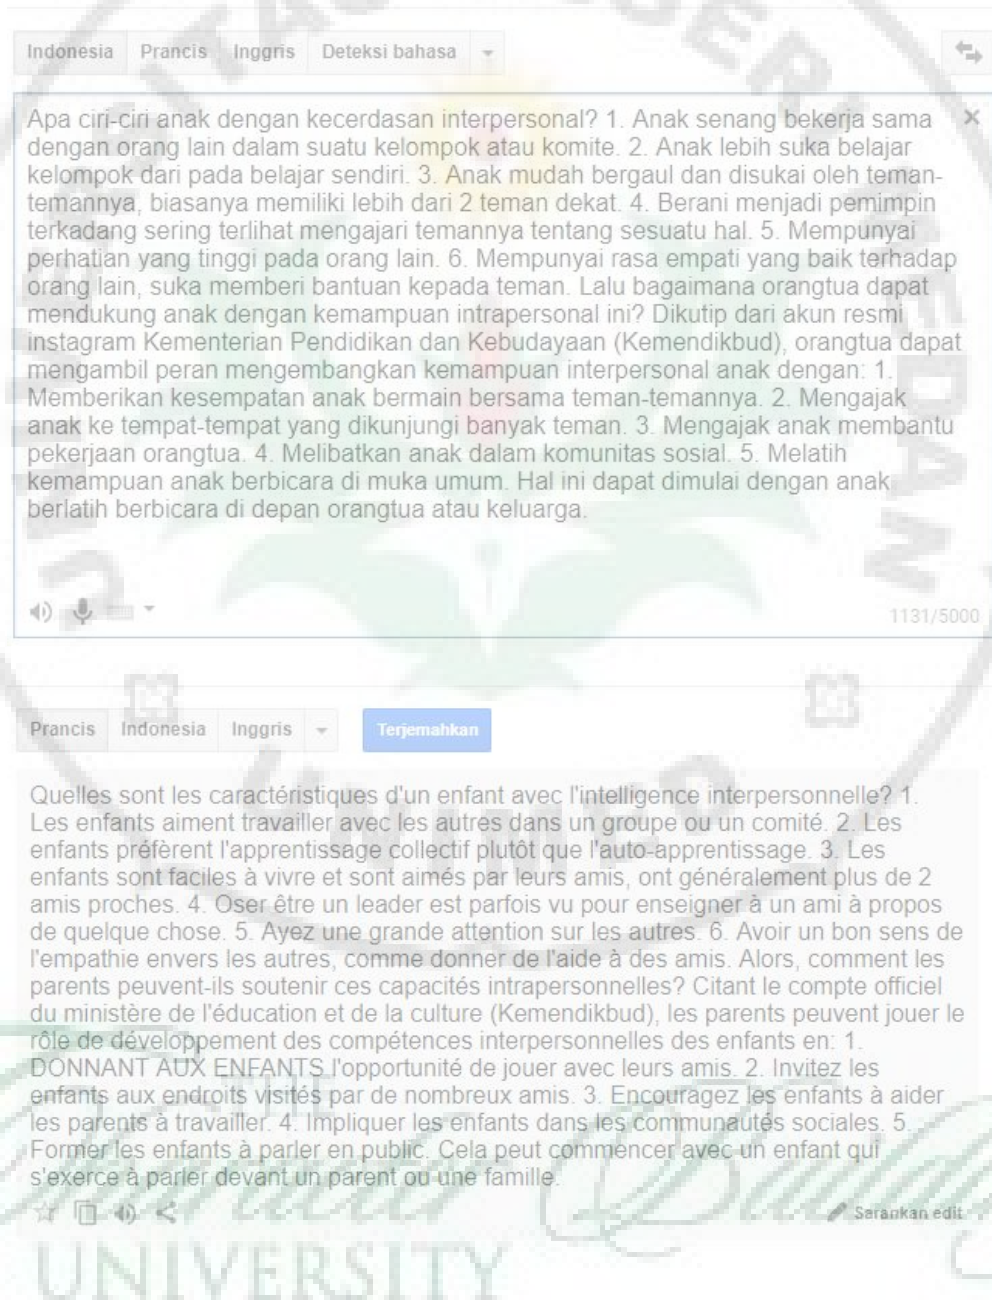 Indonesia Prancis Inggris Deteksi bahasa
Apa ciri-ciri anak dengan kecerdasan interpersonal? 1. Anak senang bekerja sama
dengan orang lain dalam suatu kelompok atau komite. 2. Anak lebih suka belajar
kelompok dari pada belajar sendiri. 3. Anak mudah bergaul dan disukai oleh teman-
temannya, biasanya memiliki lebih dari 2 teman dekat. 4. Berani menjadi pemimpin
terkadang sering terlihat mengajari temannya tentang sesuatu hal. 5. Mempunyai
perhatian yang tinggi pada orang lain. 6. Mempunyai rasa empati yang baik terhadap
orang lain, suka memberi bantuan kepada teman. Lalu bagaimana orangtua dapat
mendukung anak dengan kemampuan intrapersonal ini? Dikutip dari akun resmi
instagram Kementerian Pendidikan dan Kebudayaan (Kemendikbud), orangtua dapat
mengambil peran mengembangkan kemampuan interpersonal anak dengan: 1.
Memberikan kesempatan anak bermain bersama teman-temannya. 2. Mengajak
anak ke tempat-tempat yang dikunjungi banyak teman. 3. Mengajak anak membantu
pekerjaan orangtua. 4. Melibatkan anak dalam komunitas sosial. 5. Melatih
kemampuan anak berbicara di muka umum. Hal ini dapat dimulai dengan anak
berlatih berbicara di depan orangtua atau keluarga.
1131/5000
Prancis Indonesia Inggris Terjemahkan
Quelles sont les caractéristiques d'un enfant avec l'intelligence interpersonnelle? 1.
Les enfants aiment travailler avec les autres dans un groupe ou un comité. 2. Les
enfants préfèrent l'apprentissage collectif plutôt que l'auto-apprentissage. 3. Les
enfants sont faciles à vivre et sont aimés par leurs amis, ont généralement plus de 2
amis proches. 4. Oser être un leader est parfois vu pour enseigner à un ami à propos
de quelque chose. 5. Ayez une grande attention sur les autres. 6. Avoir un bon sens de
l'empathie envers les autres, comme donner de l'aide à des amis. Alors, comment les
parents peuvent-ils soutenir ces capacités intrapersonnelles? Citant le compte officiel
du ministère de l'éducation et de la culture (Kemendikbud), les parents peuvent jouer le
rôle de développement des compétences interpersonnelles des enfants en: 1.
DONNANT AUX ENFANTS l'opportunité de jouer avec leurs amis. 2. Invitez les
enfants aux endroits visités par de nombreux amis. 3. Encouragez les enfants à aider
les parents à travailler. 4. Impliquer les enfants dans les communautés sociales. 5.
Former les enfants à parler en public. Cela peut commencer avec un enfant qui
s'exerce à parler devant un parent ou une famille.
Sarankan edit
UNIMED
THE
UNIVERSITY